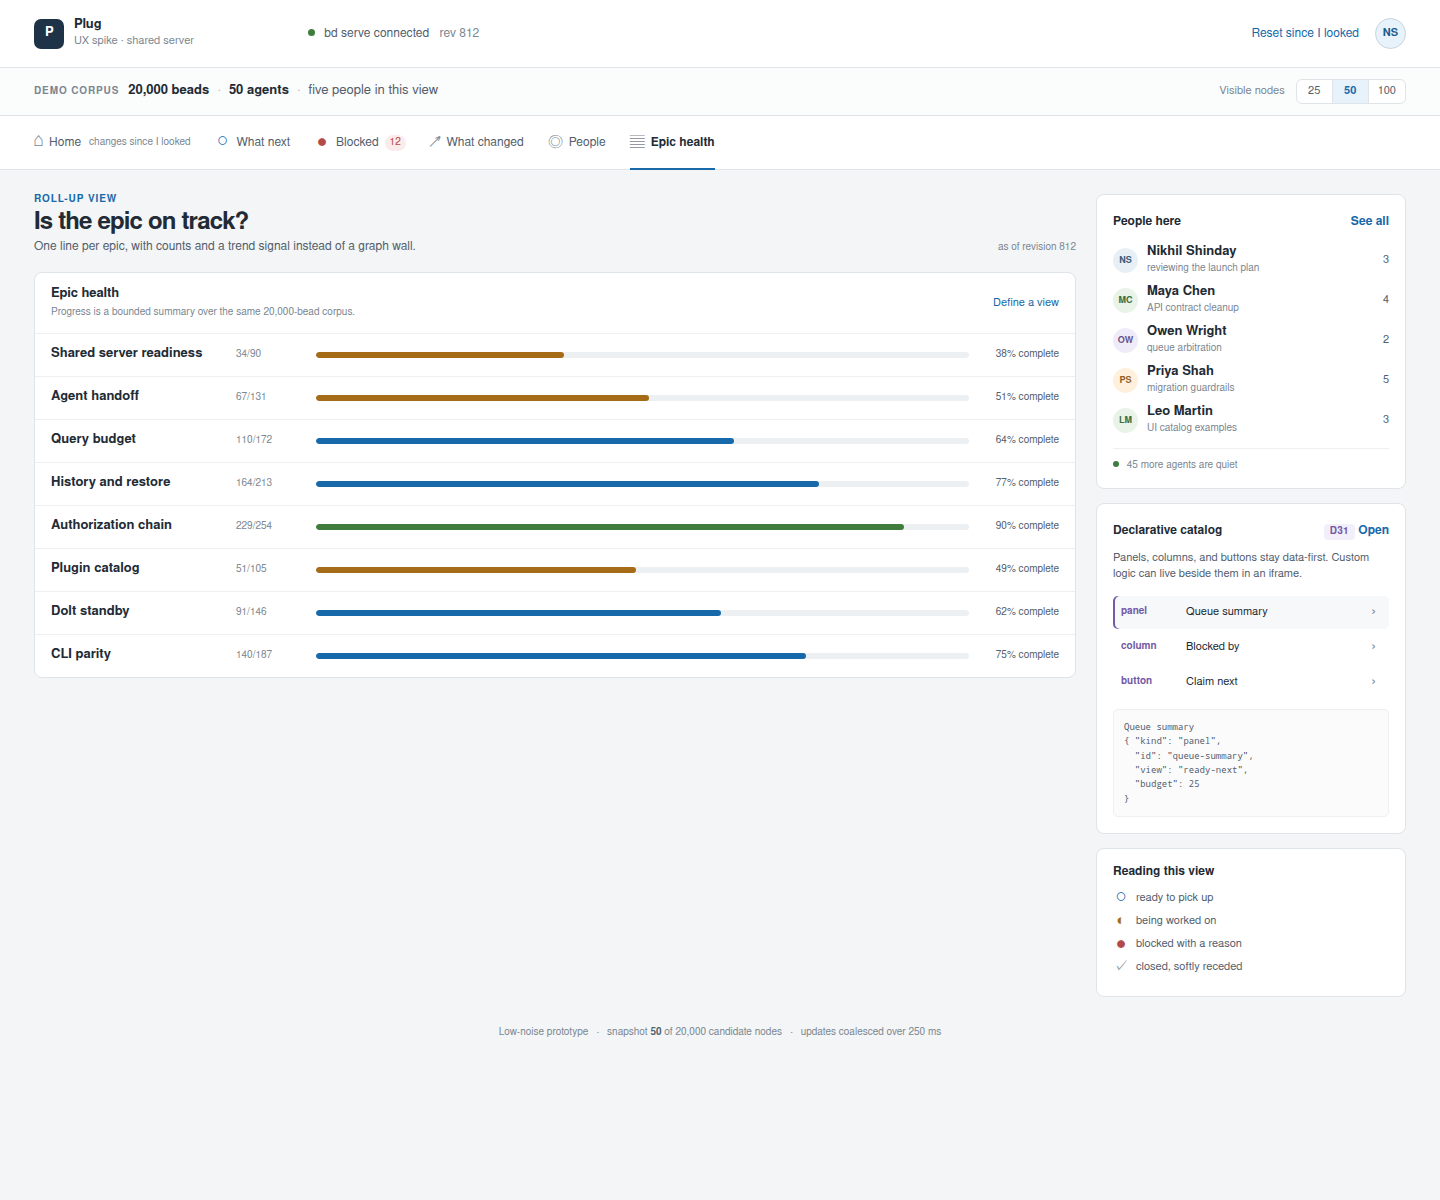 P
Plug
UX spike · shared server
bd serve connected rev 812
Reset since I looked
NS
DEMO CORPUS 20,000 beads · 50 agents · five people in this view
Visible nodes 25 50 100
Home changes since I looked What next Blocked 12 What changed People Epic health
ROLL-UP VIEW
Is the epic on track?
One line per epic, with counts and a trend signal instead of a graph wall.
as of revision 812
Epic health
Progress is a bounded summary over the same 20,000-bead corpus.
Define a view
Shared server readiness 34/90 38% complete
Agent handoff 67/131 51% complete
Query budget 110/172 64% complete
History and restore 164/213 77% complete
Authorization chain 229/254 90% complete
Plugin catalog 51/105 49% complete
Dolt standby 91/146 62% complete
CLI parity 140/187 75% complete
People here See all
NS Nikhil Shinday 3
reviewing the launch plan
MC Maya Chen 4
API contract cleanup
OW Owen Wright 2
queue arbitration
PS Priya Shah 5
migration guardrails
LM Leo Martin 3
UI catalog examples
45 more agents are quiet
Declarative catalog D31 Open
Panels, columns, and buttons stay data-first. Custom
logic can live beside them in an iframe.
panel Queue summary ›
column Blocked by ›
button Claim next ›
Queue summary
{ "kind": "panel",
"id": "queue-summary",
"view": "ready-next",
"budget": 25
}
Reading this view
ready to pick up
being worked on
blocked with a reason
closed, softly receded
Low-noise prototype · snapshot 50 of 20,000 candidate nodes · updates coalesced over 250 ms